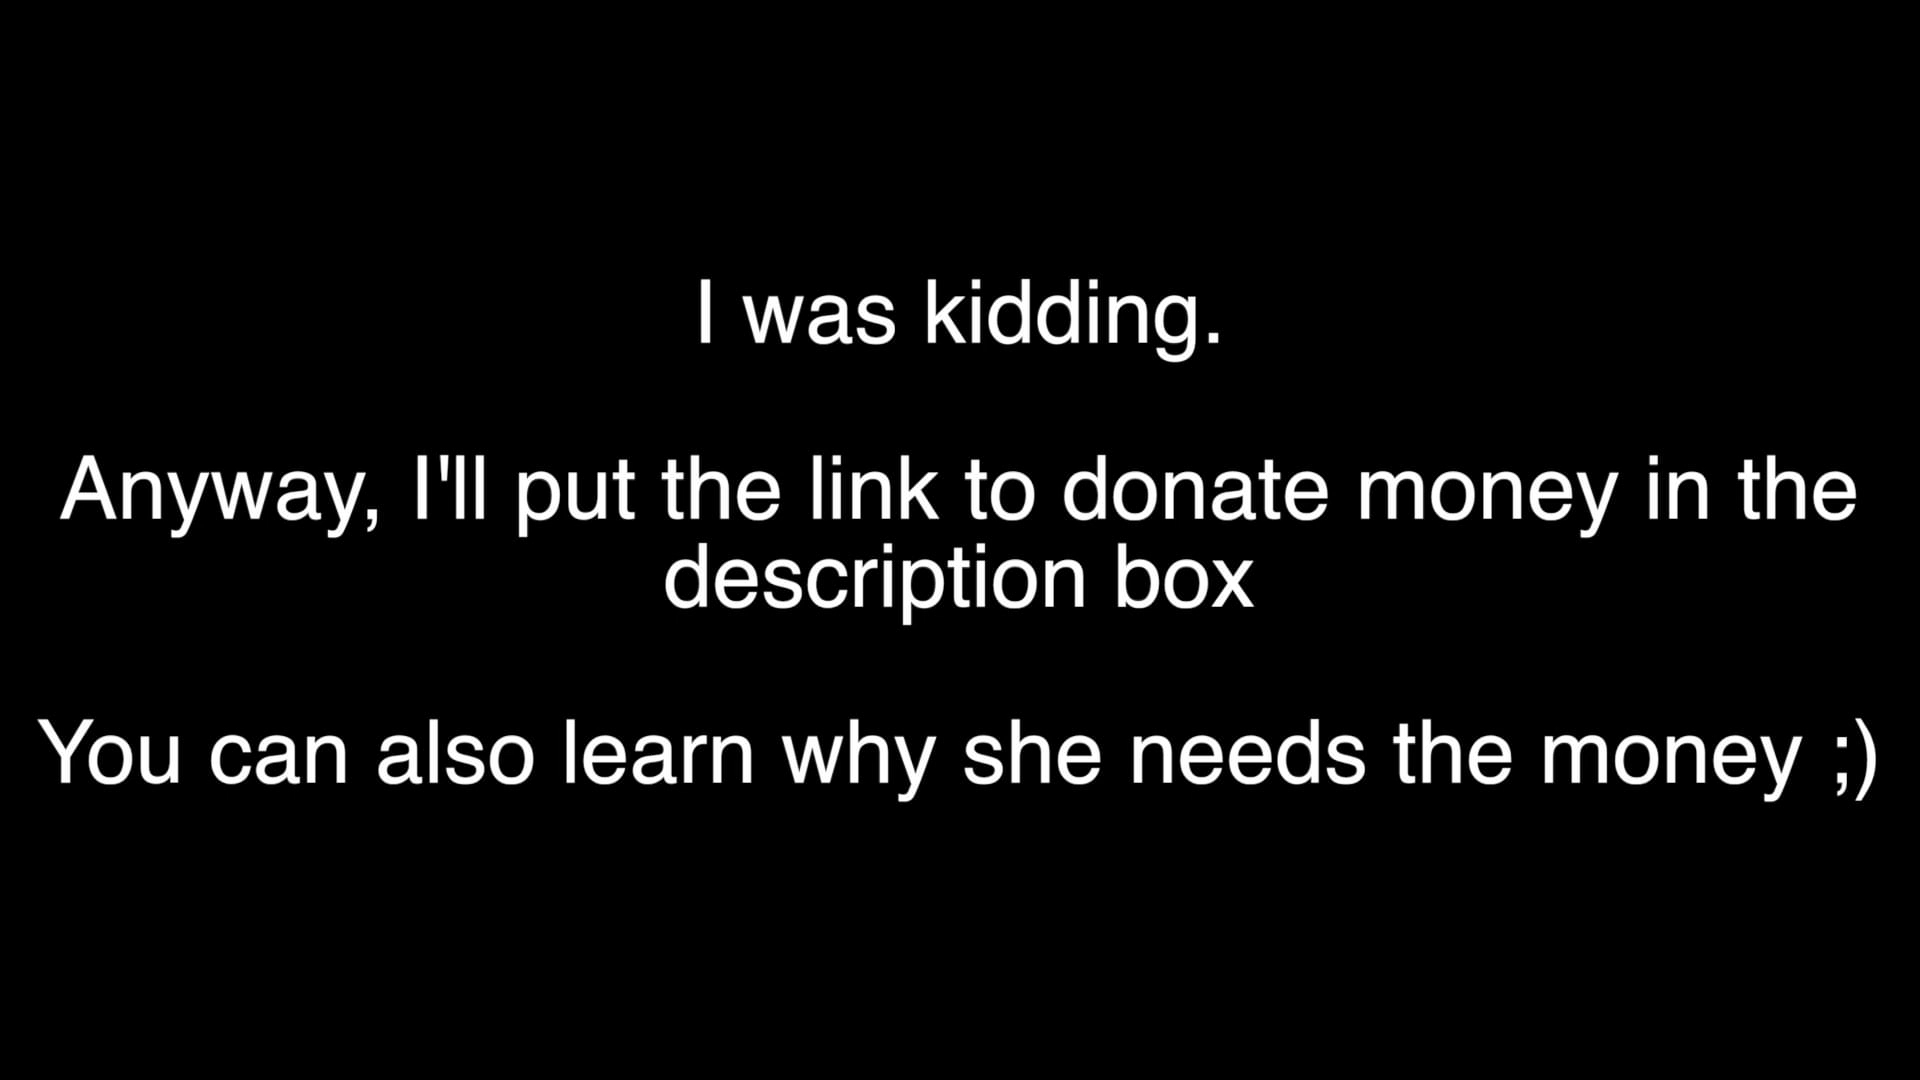 I was kidding.
Anyway, I'll put the link to donate money in the
description box
You can also learn why she needs the money ;)